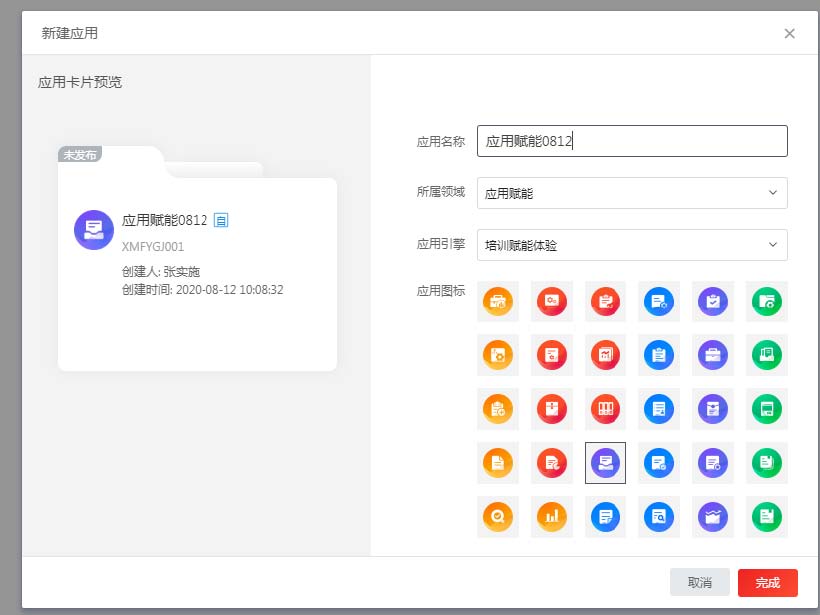 新建应用
应用卡片预览
未发布
应用赋能0812 自
XMFYGJ001
创建人: 张实施
创建时间: 2020-08-12 10:08:32
应用名称
应用赋能0812
所属领域
应用赋能
应用引擎
培训赋能体验
应用图标
取消
完成